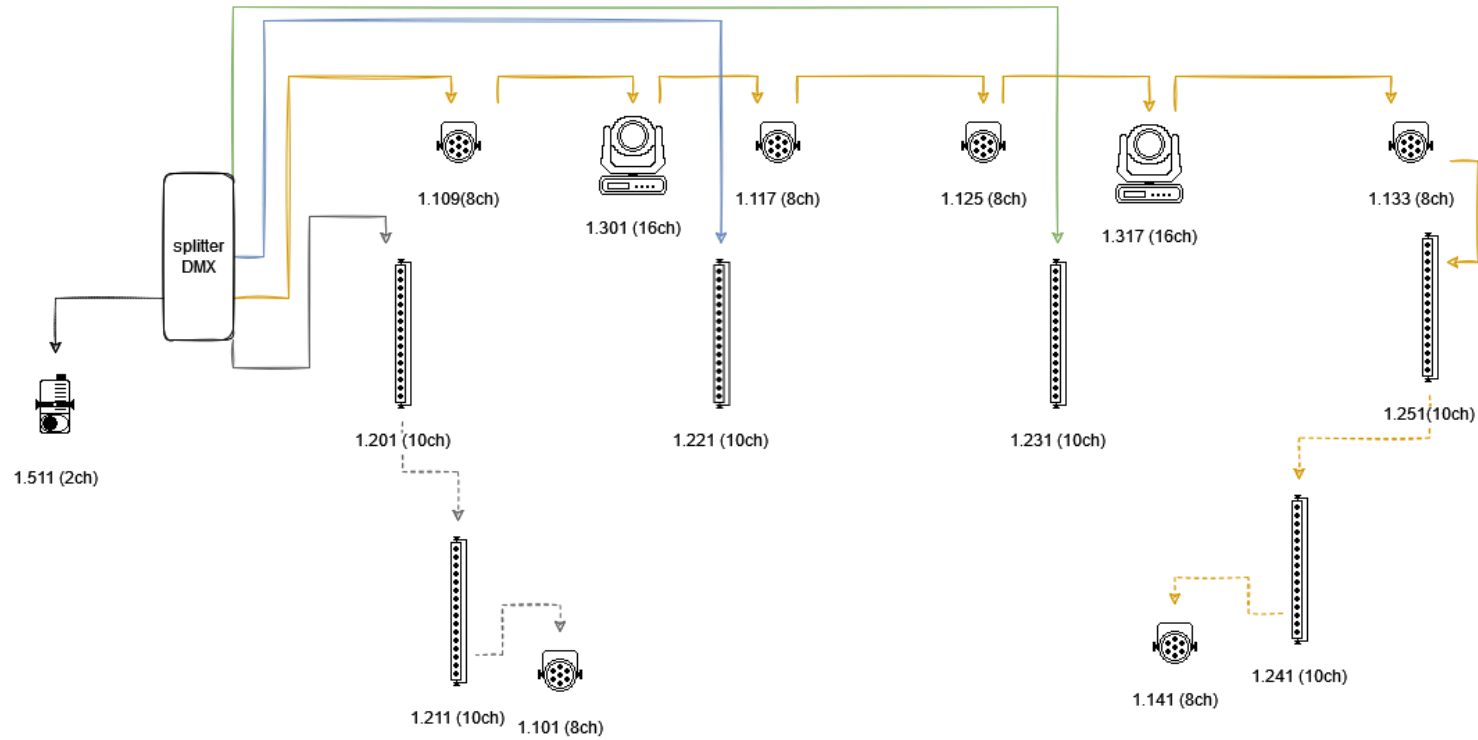 1.109(8ch)
1.301 (16ch)
1.117 (8ch)
1.125 (8ch)
1.317 (16ch)
1.133 (8ch)
splitter
DMX
1.201 (10ch)
1.221 (10ch)
1.231 (10ch)
1.251(10ch)
1.511 (2ch)
1.211 (10ch)
1.101 (8ch)
1.141 (8ch)
1.241 (10ch)